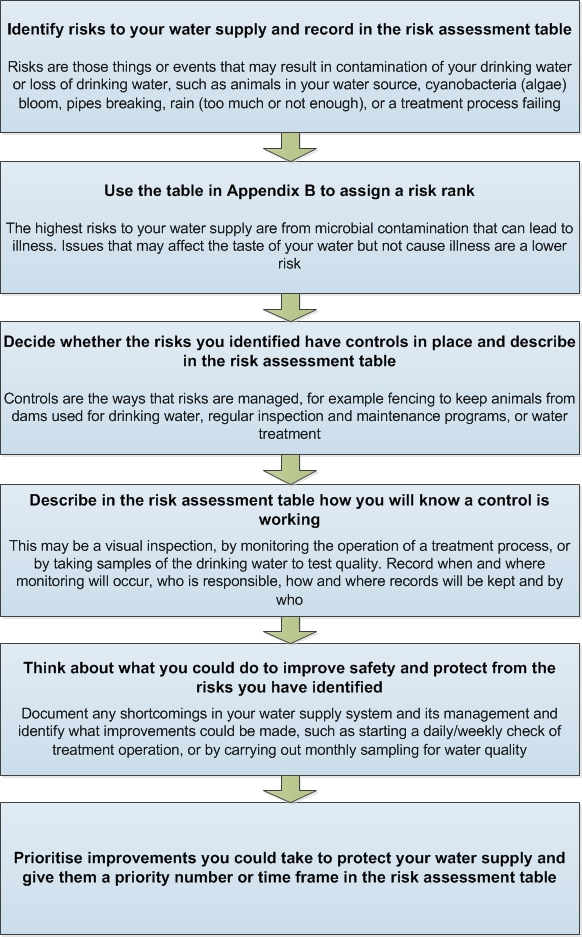 Identify risks to your water supply and record in the risk assessment table
Risks are those things or events that may result in contamination of your drinking water
or loss of drinking water, such as animals in your water source, cyanobacteria (algae)
bloom, pipes breaking, rain (too much or not enough), or a treatment process failing
Use the table in Appendix B to assign a risk rank
The highest risks to your water supply are from microbial contamination that can lead to
illness. Issues that may affect the taste of your water but not cause illness are a lower
risk
Decide whether the risks you identified have controls in place and describe
in the risk assessment table
Controls are the ways that risks are managed, for example fencing to keep animals from
dams used for drinking water, regular inspection and maintenance programs, or water
treatment
Describe in the risk assessment table how you will know a control is
working
This may be a visual inspection, by monitoring the operation of a treatment process, or
by taking samples of the drinking water to test quality. Record when and where
monitoring will occur, who is responsible, how and where records will be kept and by
who
Think about what you could do to improve safety and protect from the
risks you have identified
Document any shortcomings in your water supply system and its management and
identify what improvements could be made, such as starting a daily/weekly check of
treatment operation, or by carrying out monthly sampling for water quality
Prioritise improvements you could take to protect your water supply and
give them a priority number or time frame in the risk assessment table